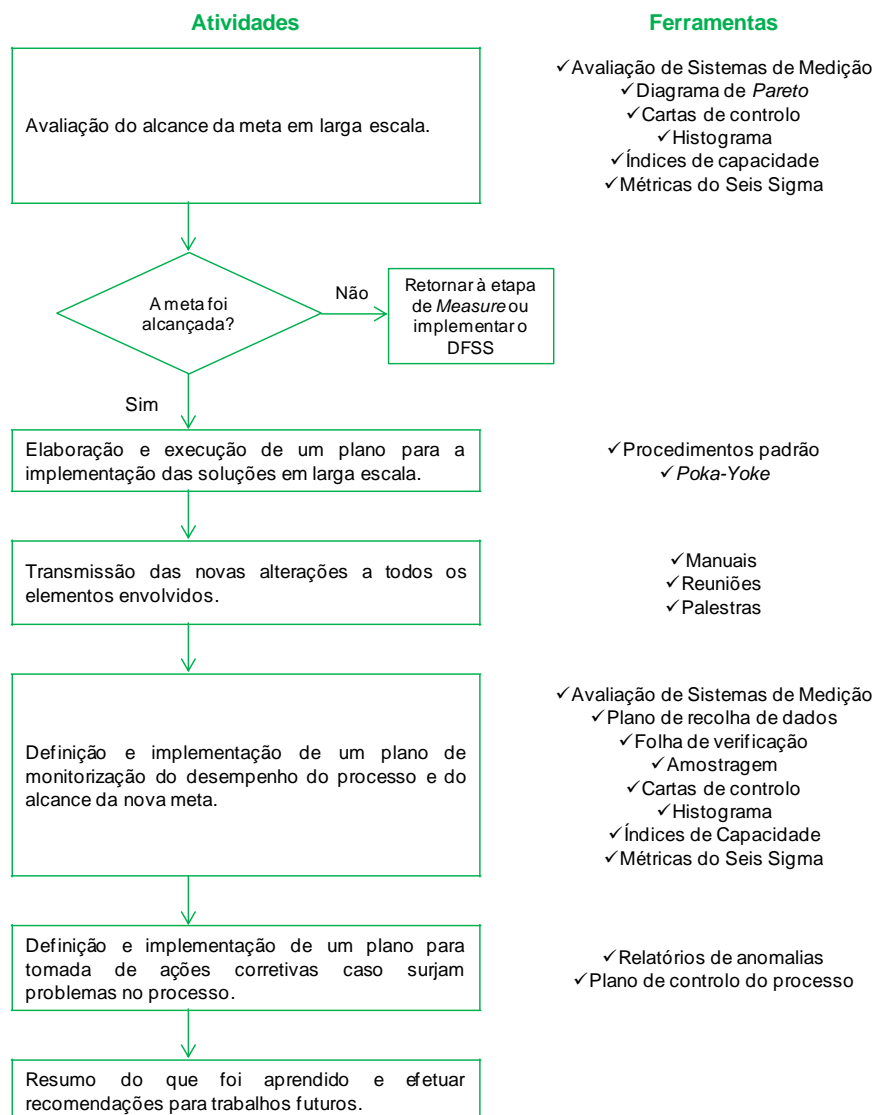 Atividades
Ferramentas
Avaliação do alcance da meta em larga escala.
✓Avaliação de Sistemas de Medição
✓Diagrama de Pareto
✓Cartas de controlo
✓Histograma
✓Índices de capacidade
✓Métricas do Seis Sigma
A meta foi
alcançada?
Não
Retornar à etapa
de Measure ou
implementar o
DFSS
Sim
Elaboração e execução de um plano para a
implementação das soluções em larga escala.
✓Procedimentos padrão
✓Poka-Yoke
Transmissão das novas alterações a todos os
elementos envolvidos.
✓Manuais
✓Reuniões
✓Palestras
Definição e implementação de um plano de
monitorização do desempenho do processo e do
alcance da nova meta.
✓Avaliação de Sistemas de Medição
✓Plano de recolha de dados
✓Folha de verificação
✓Amostragem
✓Cartas de controlo
✓Histograma
✓Índices de Capacidade
✓Métricas do Seis Sigma
Definição e implementação de um plano para
tomada de ações corretivas caso surjam
problemas no processo.
✓Relatórios de anomalias
✓Plano de controlo do processo
Resumo do que foi aprendido e efetuar
recomendações para trabalhos futuros.